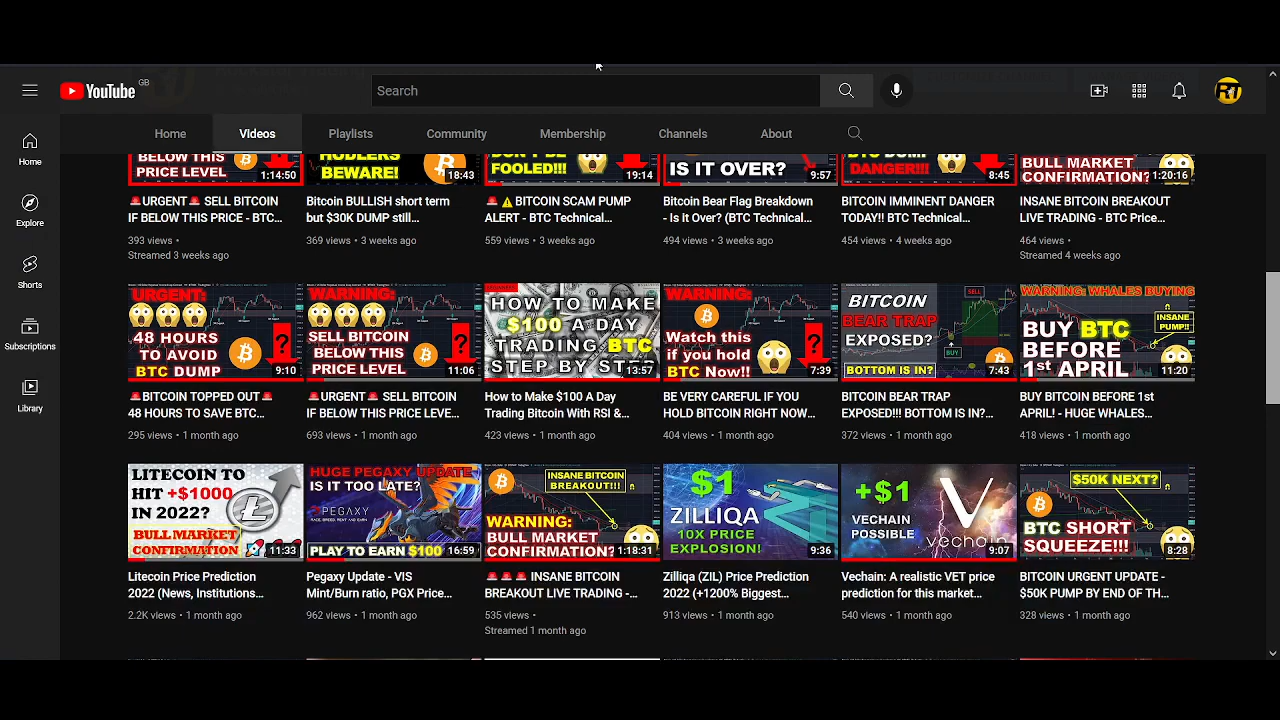 YouTube GB
Search
RT
Home Videos Playlists Community Membership Channels About
Home
Explore
Shorts
Subscriptions
Library
BELOW THIS
PRICE LEVEL
1:14:50
HODLERS
BEWARE!
18:43
DON'T BE
FOOLED!!!
19:14
IS IT OVER?
9:57
BTC DUMP
DANGER!
8:45
BULL MARKET
CONFIRMATION?
1:20:16
🚨URGENT🚨 SELL BITCOIN
IF BELOW THIS PRICE - BTC...
393 views •
Streamed 3 weeks ago
Bitcoin BULLISH short term
but $30K DUMP still...
369 views • 3 weeks ago
🚨⚠️BITCOIN SCAM PUMP
ALERT - BTC Technical...
559 views • 3 weeks ago
Bitcoin Bear Flag Breakdown
- Is It Over? (BTC Technical...
494 views • 3 weeks ago
BITCOIN IMMINENT DANGER
TODAY!! BTC Technical...
454 views • 4 weeks ago
INSANE BITCOIN BREAKOUT
LIVE TRADING - BTC Price...
464 views •
Streamed 4 weeks ago
URGENT:
48 HOURS
TO AVOID
BTC DUMP
?
9:10
WARNING:
SELL BITCOIN
BELOW THIS
PRICE LEVEL
?
11:06
HOW TO MAKE
$100 A DAY
TRADING BTC
STEP BY ST
13:57
WARNING:
Watch this
if you hold
BTC Now!!
?
7:39
BITCOIN
BEAR TRAP
EXPOSED?
BOTTOM IS IN?
SELL
BUY
7:43
WARNING: WHALES BUYING
INSANE
PUMP!!
BUY BTC
BEFORE
1st APRIL
11:20
🚨BITCOIN TOPPED OUT🚨
48 HOURS TO SAVE BTC...
295 views • 1 month ago
🚨URGENT🚨 SELL BITCOIN
IF BELOW THIS PRICE LEVE...
693 views • 1 month ago
How to Make $100 A Day
Trading Bitcoin With RSI &...
423 views • 1 month ago
BE VERY CAREFUL IF YOU
HOLD BITCOIN RIGHT NOW...
404 views • 1 month ago
BITCOIN BEAR TRAP
EXPOSED!!! BOTTOM IS IN?...
372 views • 1 month ago
BUY BITCOIN BEFORE 1st
APRIL! - HUGE WHALES...
418 views • 1 month ago
LITECOIN TO
HIT +$1000
IN 2022?
BULL MARKET
CONFIRMATION
11:33
HUGE PEGAXY UPDATE
IS IT TOO LATE?
PEGAXY
PLAY TO EARN $100
16:59
INSANE BITCOIN
BREAKOUT!!!
WARNING:
BULL MARKET
CONFIRMATION?
1:18:31
$1
ZILLIQA
10X PRICE
EXPLOSION!
9:36
+$1
VECHAIN
POSSIBLE
vechain
9:07
$50K NEXT?
BTC SHORT
SQUEEZE!!!
8:28
Litecoin Price Prediction
2022 (News, Institutions...
2.2K views • 1 month ago
Pegaxy Update - VIS
Mint/Burn ratio, PGX Price...
962 views • 1 month ago
🚨🚨🚨 INSANE BITCOIN
BREAKOUT LIVE TRADING -...
535 views •
Streamed 1 month ago
Zilliqa (ZIL) Price Prediction
2022 (+1200% Biggest...
913 views • 1 month ago
Vechain: A realistic VET price
prediction for this market...
540 views • 1 month ago
BITCOIN URGENT UPDATE -
$50K PUMP BY END OF TH...
328 views • 1 month ago